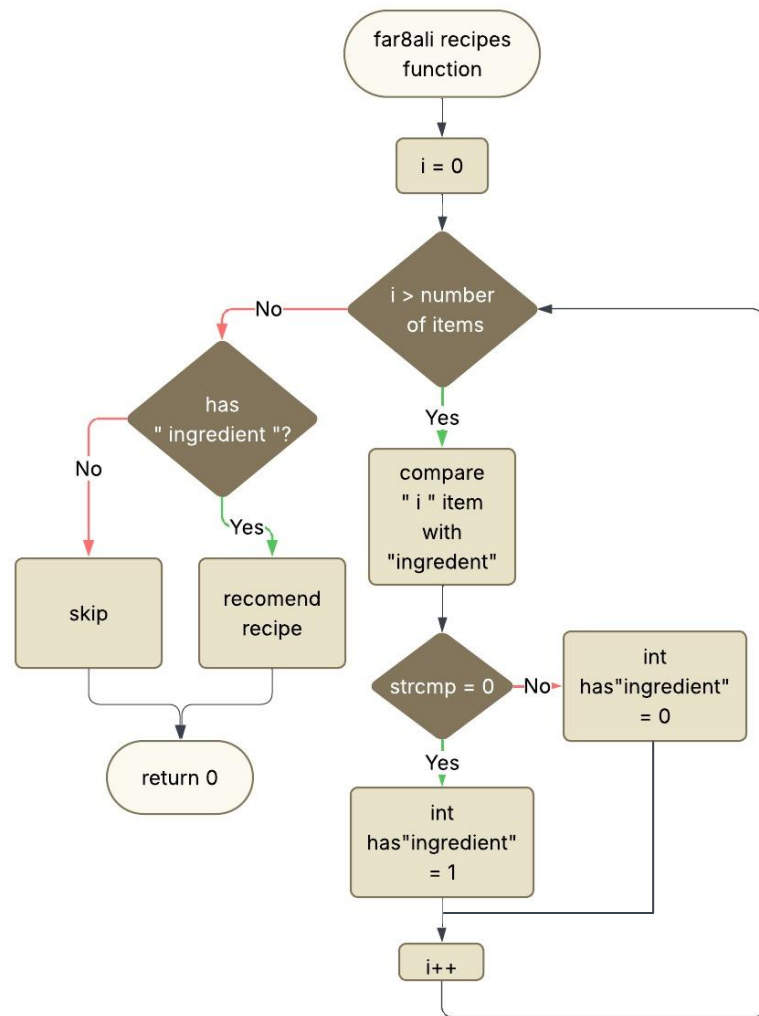 far8ali recipes
function
i = 0
i > number
of items
No
Yes
has
" ingredient "?
No
Yes
skip
recomend
recipe
return 0
compare
" i " item
with
"ingredent"
strcmp = 0
No
Yes
int
has"ingredient"
= 0
int
has"ingredient"
= 1
i++